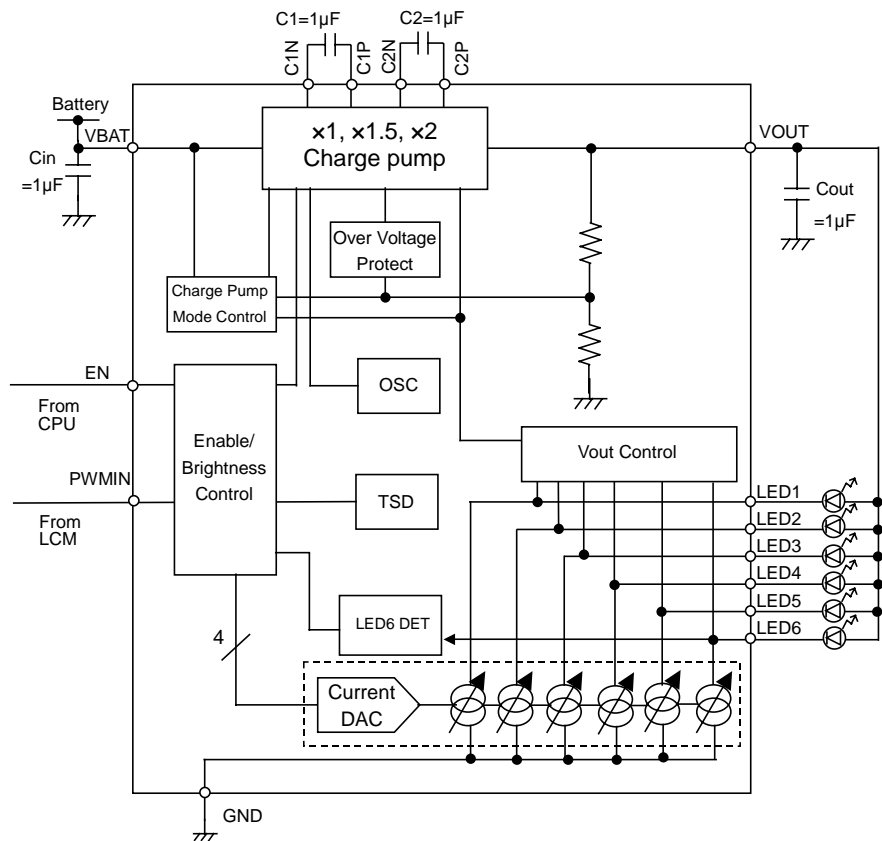 C1=1µF
C2=1µF
C1N
C1P
C2N
C2P
Battery
VBAT
Cin
=1µF
×1, ×1.5, ×2
Charge pump
VOUT
Cout
=1µF
Over Voltage
Protect
Charge Pump
Mode Control
EN
From
CPU
OSC
Enable/
Brightness
Control
Vout Control
PWMIN
From
LCM
TSD
LED1
LED2
LED3
LED4
LED5
LED6
LED6 DET
4
Current
DAC
GND